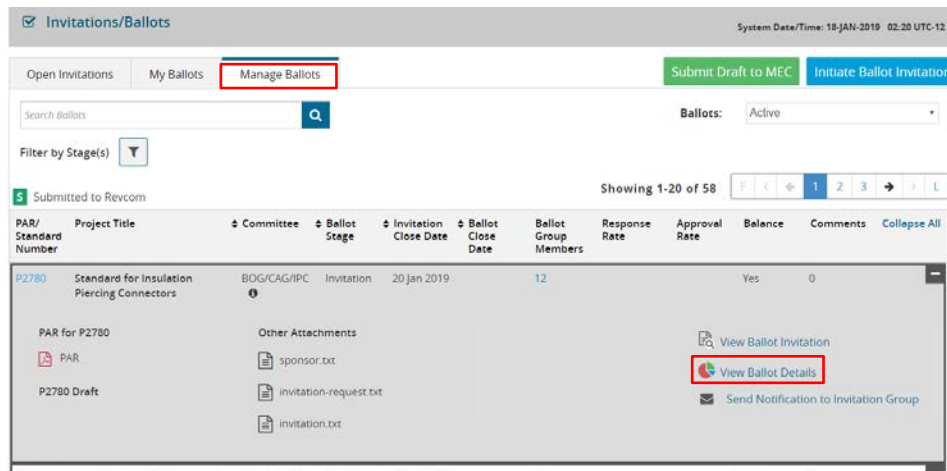 Invitations/Ballots
System Date/Time: 18-JAN-2019 02:20 UTC-12
Open Invitations My Ballots Manage Ballots Submit Draft to MEC Initiate Ballot Invitation
Search Ballots Ballots: Active
Filter by Stage(s)
S Submitted to Revcom Showing 1-20 of 58 F 1 2 3 L
PAR/ Project Title Committee Ballot Invitation Ballot Ballot Response Approval Balance Comments Collapse All
Standard Stage Close Date Close Group Rate Rate
Number Date Members
P2780 Standard for Insulation BOG/CAG/IPC Invitation 20 Jan 2019 12 Yes 0
Piercing Connectors
PAR for P2780 Other Attachments View Ballot Invitation
PAR sponsor.txt View Ballot Details
P2780 Draft invitation-request.txt Send Notification to Invitation Group
invitation.txt